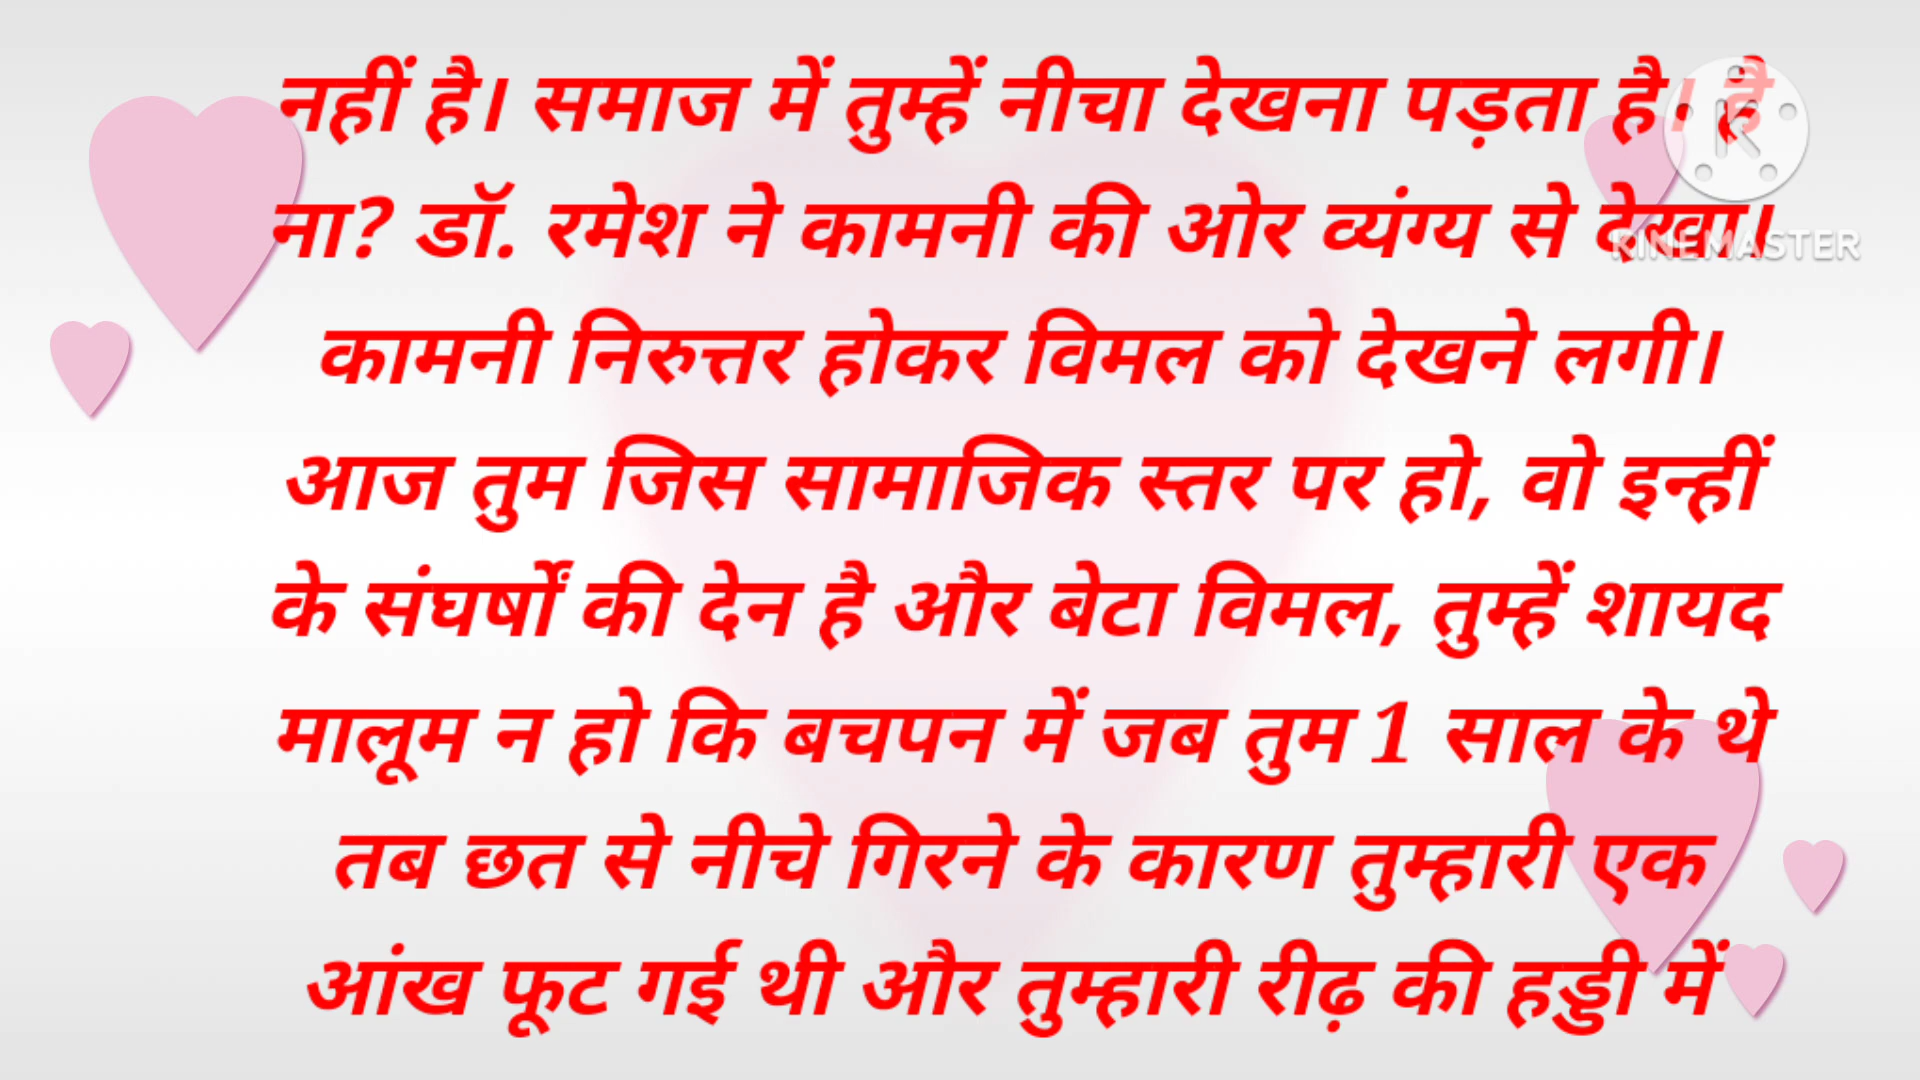 नहीं है। समाज में तुम्हें नीचा देखना पड़ता है। है
ना? डॉ. रमेश ने कामनी की ओर व्यंग्य से देखा।
KINEMASTER
कामनी निरुत्तर होकर विमल को देखने लगी।
आज तुम जिस सामाजिक स्तर पर हो, वो इन्हीं
के संघर्षों की देन है और बेटा विमल, तुम्हें शायद
मालूम न हो कि बचपन में जब तुम 1 साल के थे
तब छत से नीचे गिरने के कारण तुम्हारी एक
आंख फूट गई थी और तुम्हारी रीढ़ की हड्डी में